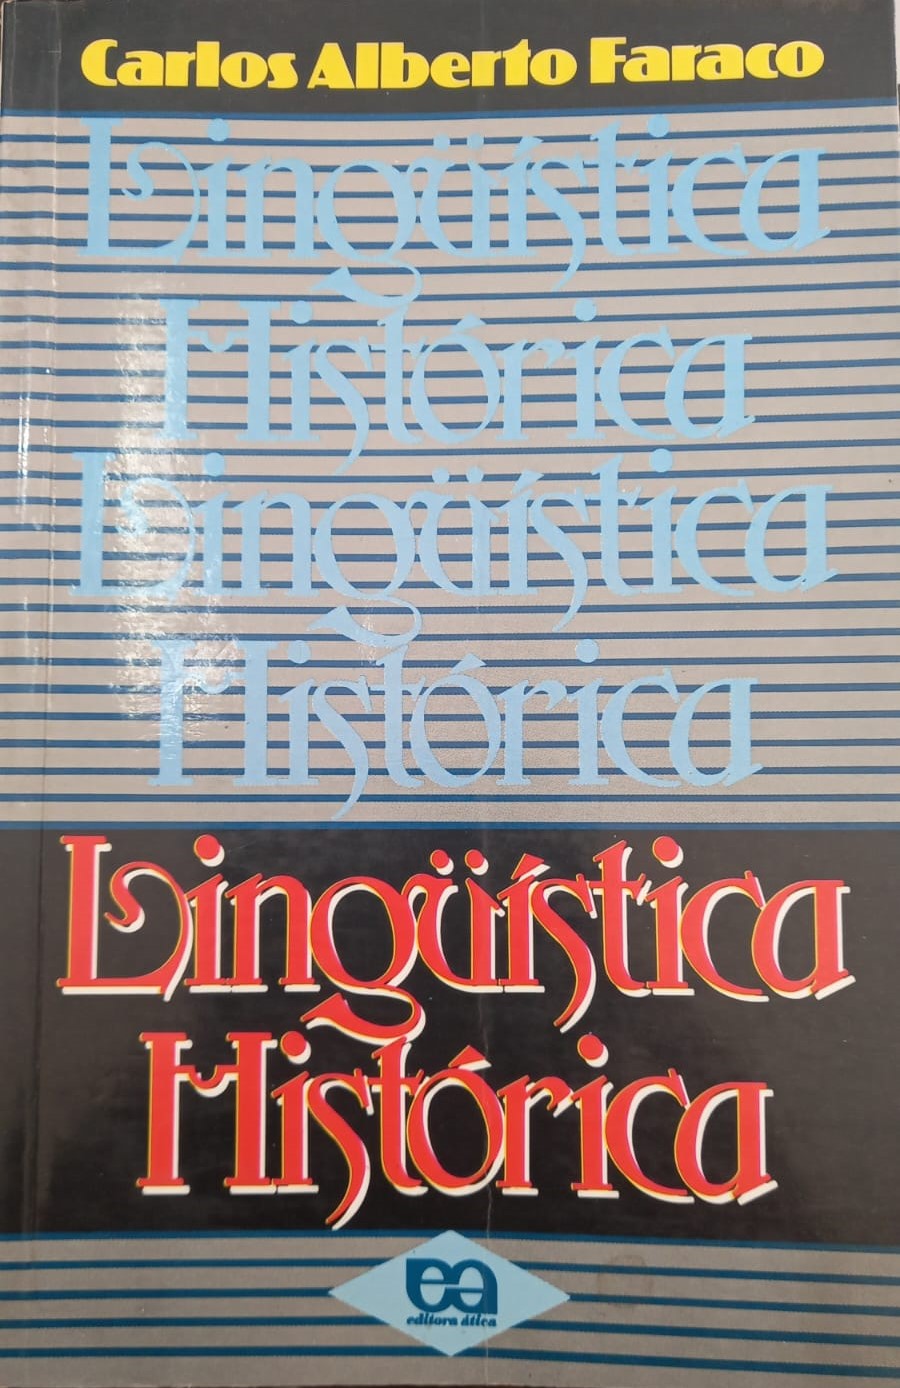 Carlos Alberto Faraco
Lingüística
Histórica
Lingüística
Histórica
Lingüística
Histórica
ea
editora ática